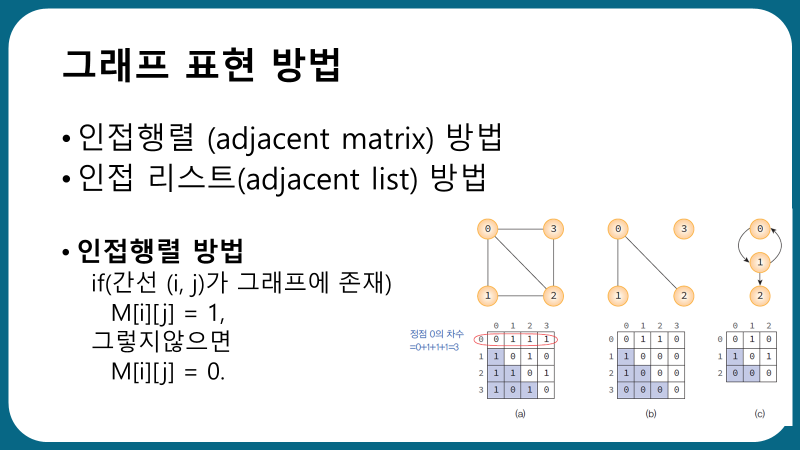 그래프 표현 방법
• 인접행렬 (adjacent matrix) 방법
• 인접 리스트(adjacent list) 방법
• 인접행렬 방법
if(간선 (i, j)가 그래프에 존재)
M[i][j] = 1,
그렇지않으면
M[i][j] = 0.
0 3
1 2
0 3
1 2
0
1
2
정점 0의 차수
=0+1+1+1=3
0 1 2 3
0 0 1 1 1
1 1 0 1 0
2 1 1 0 1
3 1 0 1 0
(a)
0 1 2 3
0 0 1 1 0
1 1 0 0 0
2 1 0 0 0
3 0 0 0 0
(b)
0 1 2
0 0 1 0
1 1 0 1
2 0 0 0
(c)